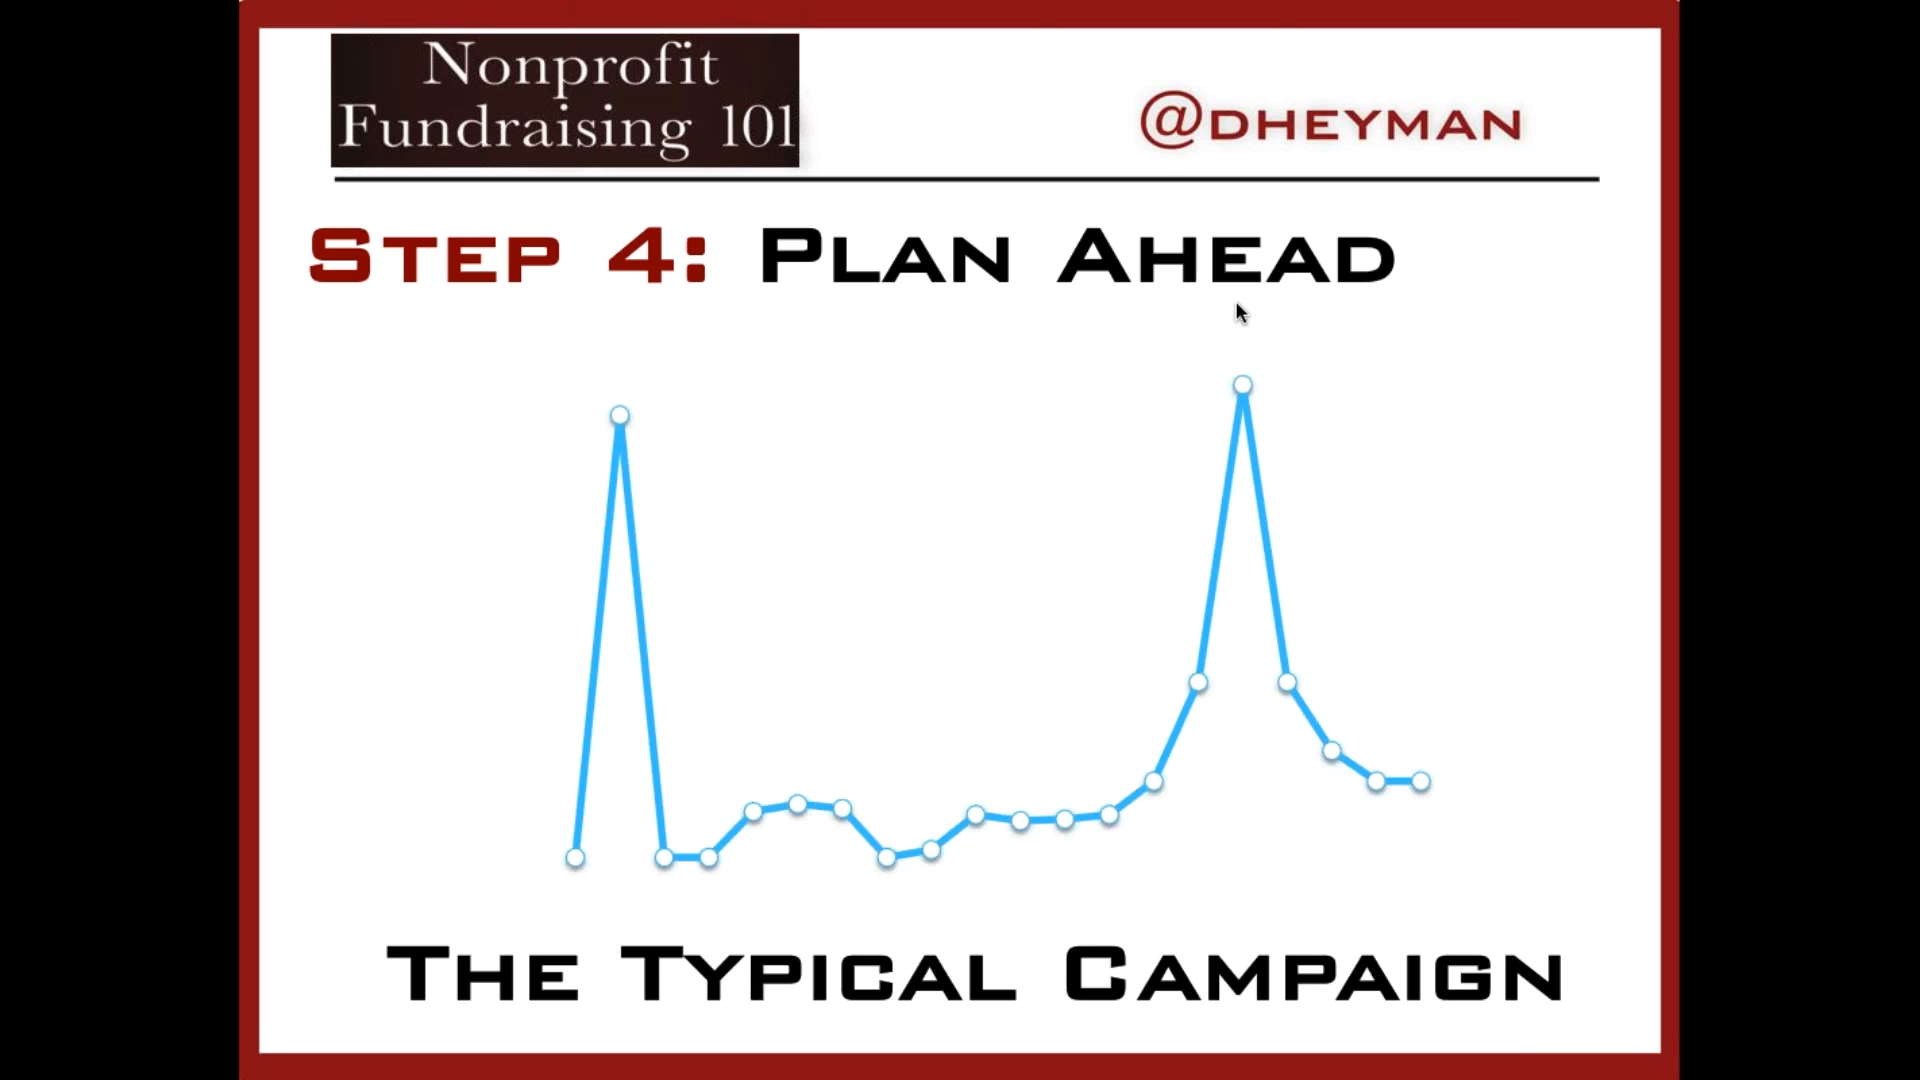 Nonprofit
Fundraising 101
@DHEYMAN
STEP 4: PLAN AHEAD
THE TYPICAL CAMPAIGN